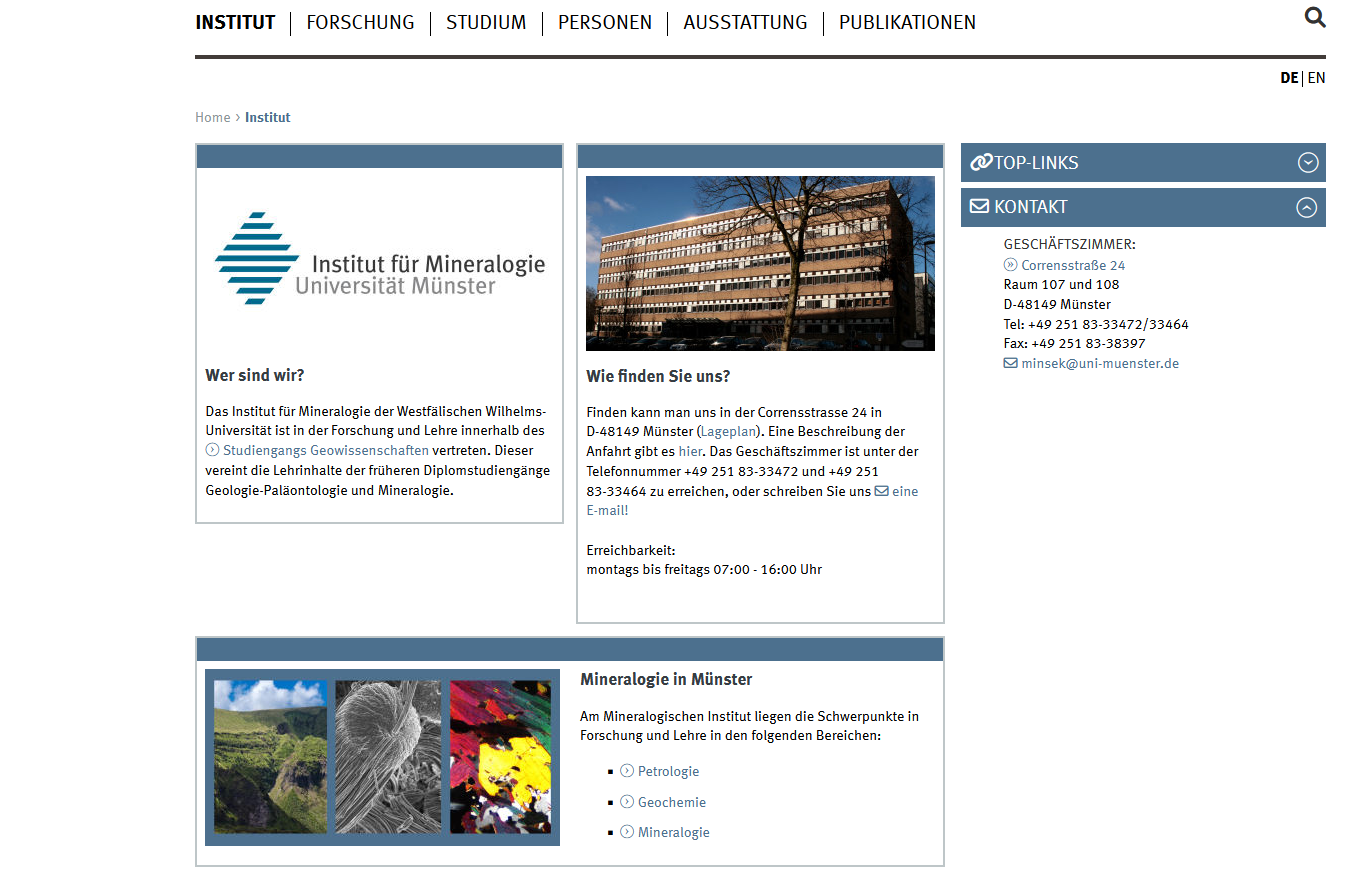 INSTITUT | FORSCHUNG | STUDIUM | PERSONEN | AUSSTATTUNG | PUBLIKATIONEN
DE | EN
Home > Institut
Institut für Mineralogie
Universität Münster
Wer sind wir?
Das Institut für Mineralogie der Westfälischen Wilhelms-
Universität ist in der Forschung und Lehre innerhalb des
Studiengangs Geowissenschaften vertreten. Dieser
vereint die Lehrinhalte der früheren Diplomstudiengänge
Geologie-Paläontologie und Mineralogie.
Wie finden Sie uns?
Finden kann man uns in der Corrensstrasse 24 in
D-48149 Münster (Lageplan). Eine Beschreibung der
Anfahrt gibt es hier. Das Geschäftszimmer ist unter der
Telefonnummer +49 251 83-33472 und +49 251
83-33464 zu erreichen, oder schreiben Sie uns eine
E-mail!
Erreichbarkeit:
montags bis freitags 07:00 - 16:00 Uhr
TOP-LINKS
KONTAKT
GESCHÄFTSZIMMER:
Corrensstraße 24
Raum 107 und 108
D-48149 Münster
Tel: +49 251 83-33472/33464
Fax: +49 251 83-38397
minsek@uni-muenster.de
Mineralogie in Münster
Am Mineralogischen Institut liegen die Schwerpunkte in
Forschung und Lehre in den folgenden Bereichen:
Petrologie
Geochemie
Mineralogie